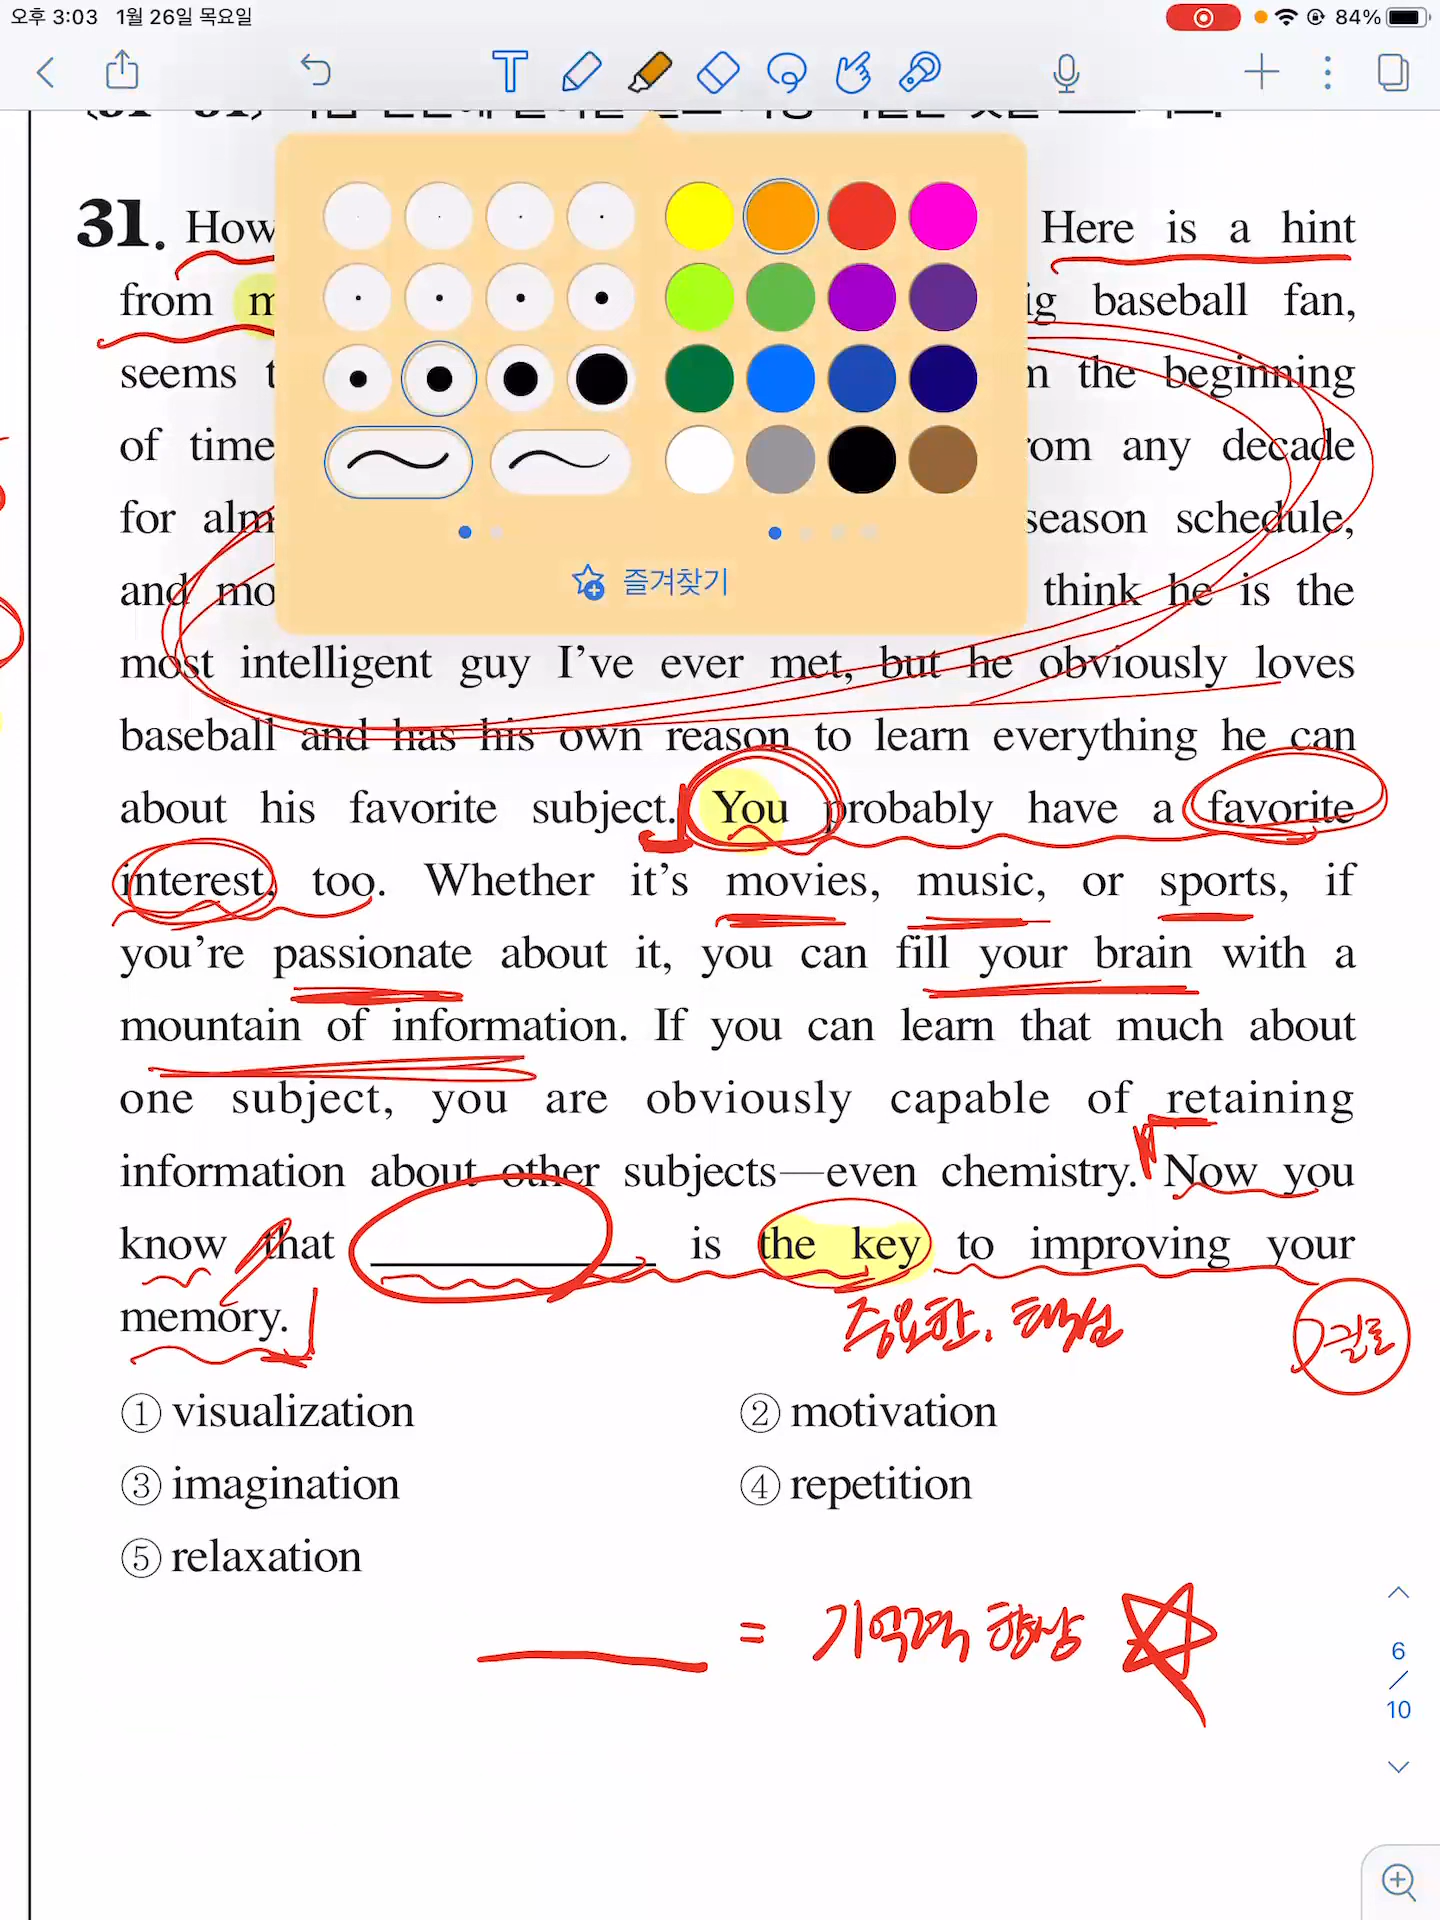 오후 3:03 1월 26일 목요일 84%
31. How Here is a hint
from ig baseball fan,
seems the beginning
of time om any decade
for season schedule,
and think he is the
most intelligent guy I've ever met, but he obviously loves
baseball and has his own reason to learn everything he can
about his favorite subject. You probably have a favorite
interest, too. Whether it's movies, music, or sports, if
you're passionate about it, you can fill your brain with a
mountain of information. If you can learn that much about
one subject, you are obviously capable of retaining
information about other subjects—even chemistry. Now you
know that ____________ is the key to improving your
memory.
중요한, 핵심
결론
① visualization ② motivation
③ imagination ④ repetition
⑤ relaxation
= 기억력 향상
즐겨찾기
6
/
10